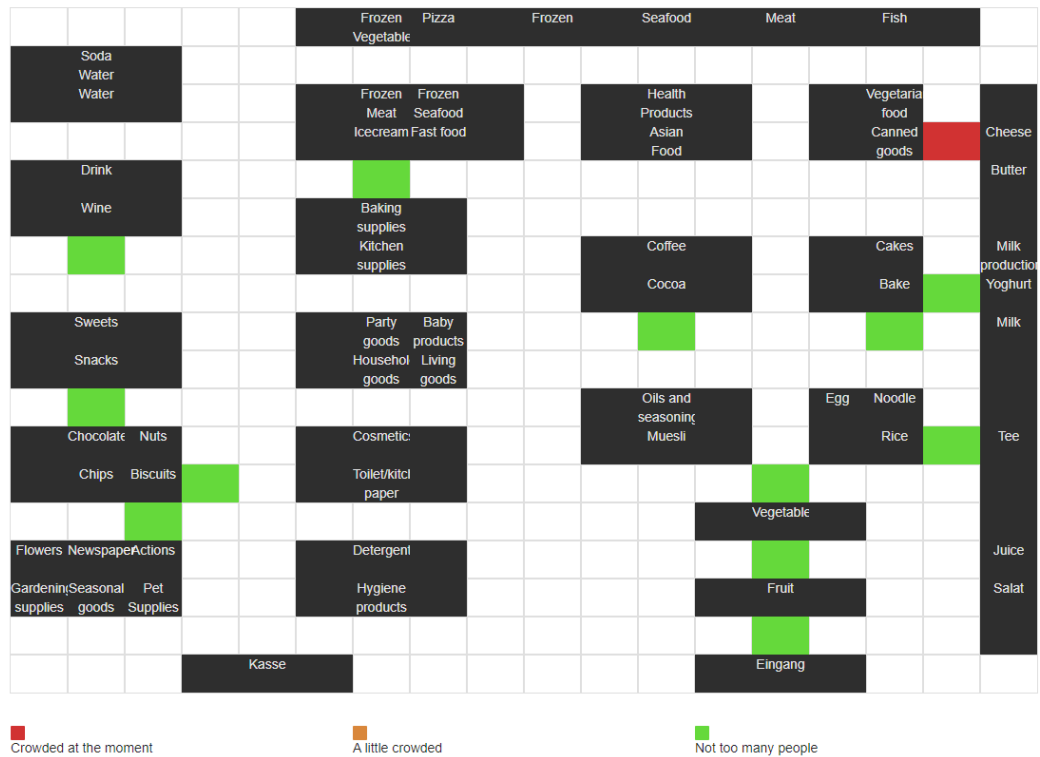 Frozen Vegetable
Pizza
Frozen
Seafood
Meat
Fish
Soda
Water
Water
Frozen Meat
Frozen Seafood
Icecream
Fast food
Health Products
Asian Food
Vegetaria food
Canned goods
Cheese
Butter
Drink
Wine
Baking supplies
Kitchen supplies
Coffee
Cocoa
Cakes
Bake
Milk production
Yoghurt
Milk
Sweets
Snacks
Party goods
Baby products
Househol goods
Living goods
Oils and seasoning
Muesli
Egg
Noodle
Rice
Tee
Chocolate
Nuts
Chips
Biscuits
Cosmetics
Toilet/kitcl paper
Vegetable
Flowers
Newspaper
Actions
Gardening supplies
Seasonal goods
Pet Supplies
Detergent
Hygiene products
Fruit
Juice
Salat
Kasse
Eingang
Crowded at the moment
A little crowded
Not too many people